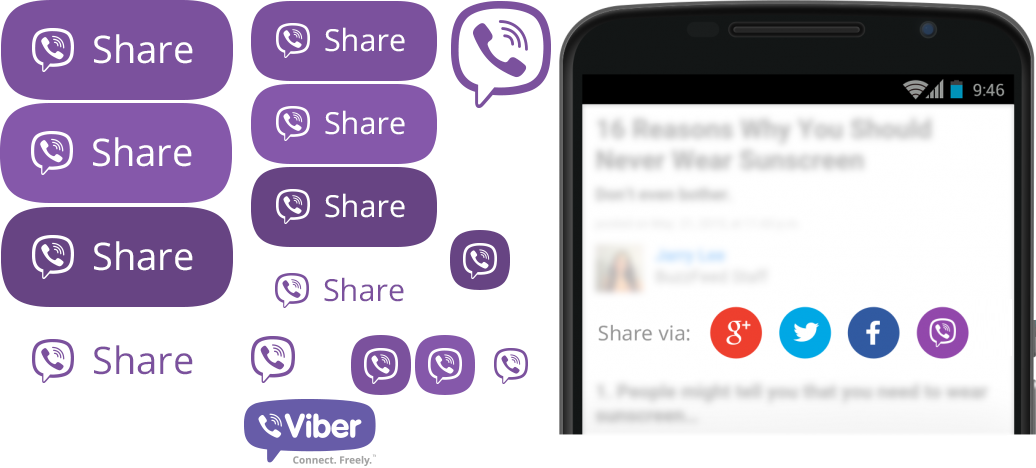 Share
Share
Share
Share
Share
Share
Share
Share
Viber
Connect. Freely.
9:46
16 Reasons Why You Should
Never Wear Sunscreen
Don't even bother.
Jerry Lee
BuzzFeed Staff
Share via:
g+
f
1. People might tell you that you need to wear
sunscreen...